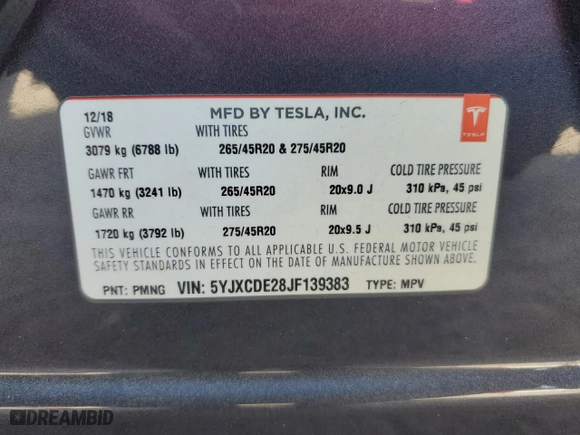 12/18 MFD BY TESLA, INC.
TESLA
GVWR WITH TIRES
3079 kg (6788 lb) 265/45R20 & 275/45R20
GAWR FRT WITH TIRES RIM COLD TIRE PRESSURE
1470 kg (3241 lb) 265/45R20 20x9.0 J 310 kPa, 45 psi
GAWR RR WITH TIRES RIM COLD TIRE PRESSURE
1720 kg (3792 lb) 275/45R20 20x9.5 J 310 kPa, 45 psi
THIS VEHICLE CONFORMS TO ALL APPLICABLE U.S. FEDERAL MOTOR VEHICLE
SAFETY STANDARDS IN EFFECT ON THE DATE OF MANUFACTURE SHOWN ABOVE.
PNT: PMNG VIN: 5YJXCDE28JF139383 TYPE: MPV
DREAMBID